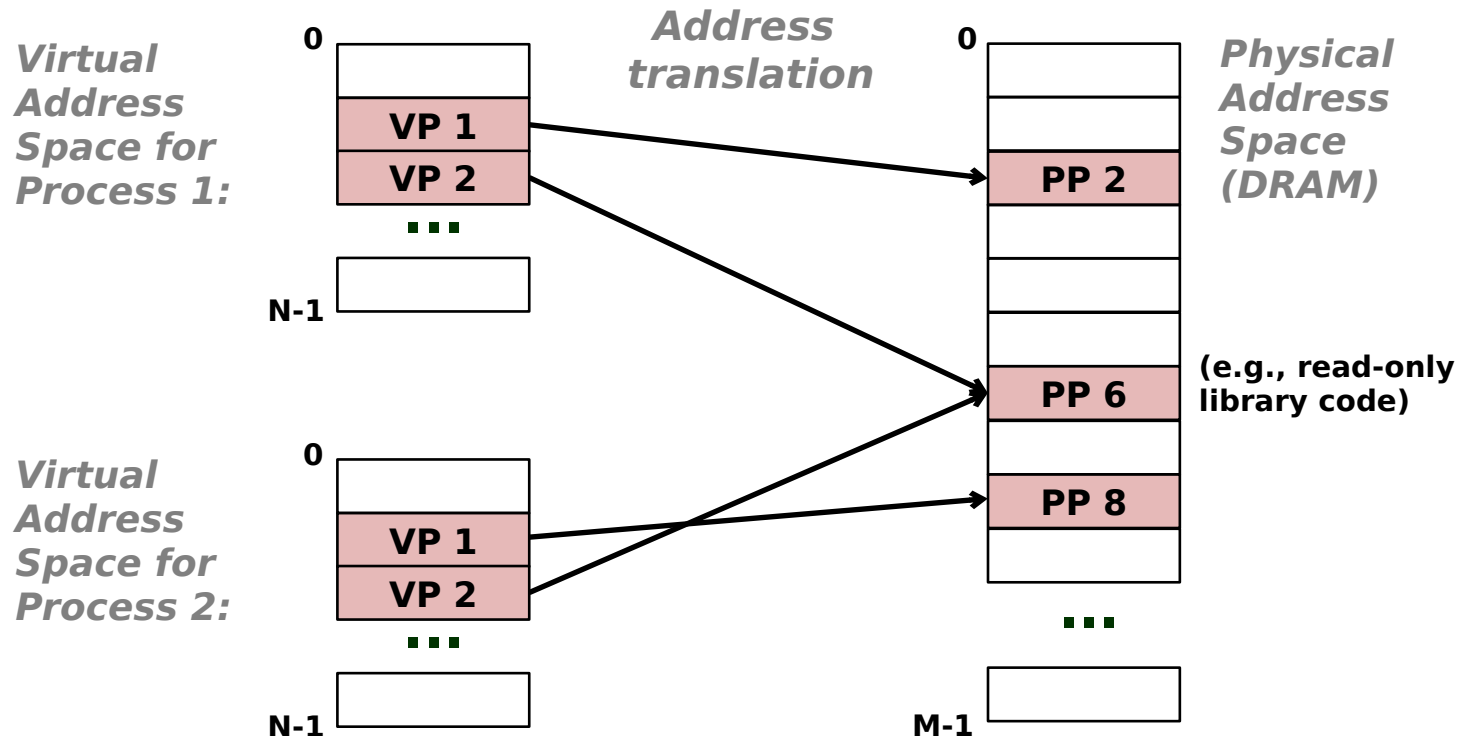 Virtual
Address
Space for
Process 1:
0
VP 1
VP 2
...
N-1
Address
translation
0
PP 2
PP 6
PP 8
...
M-1
Physical
Address
Space
(DRAM)
(e.g., read-only
library code)
Virtual
Address
Space for
Process 2:
0
VP 1
VP 2
...
N-1